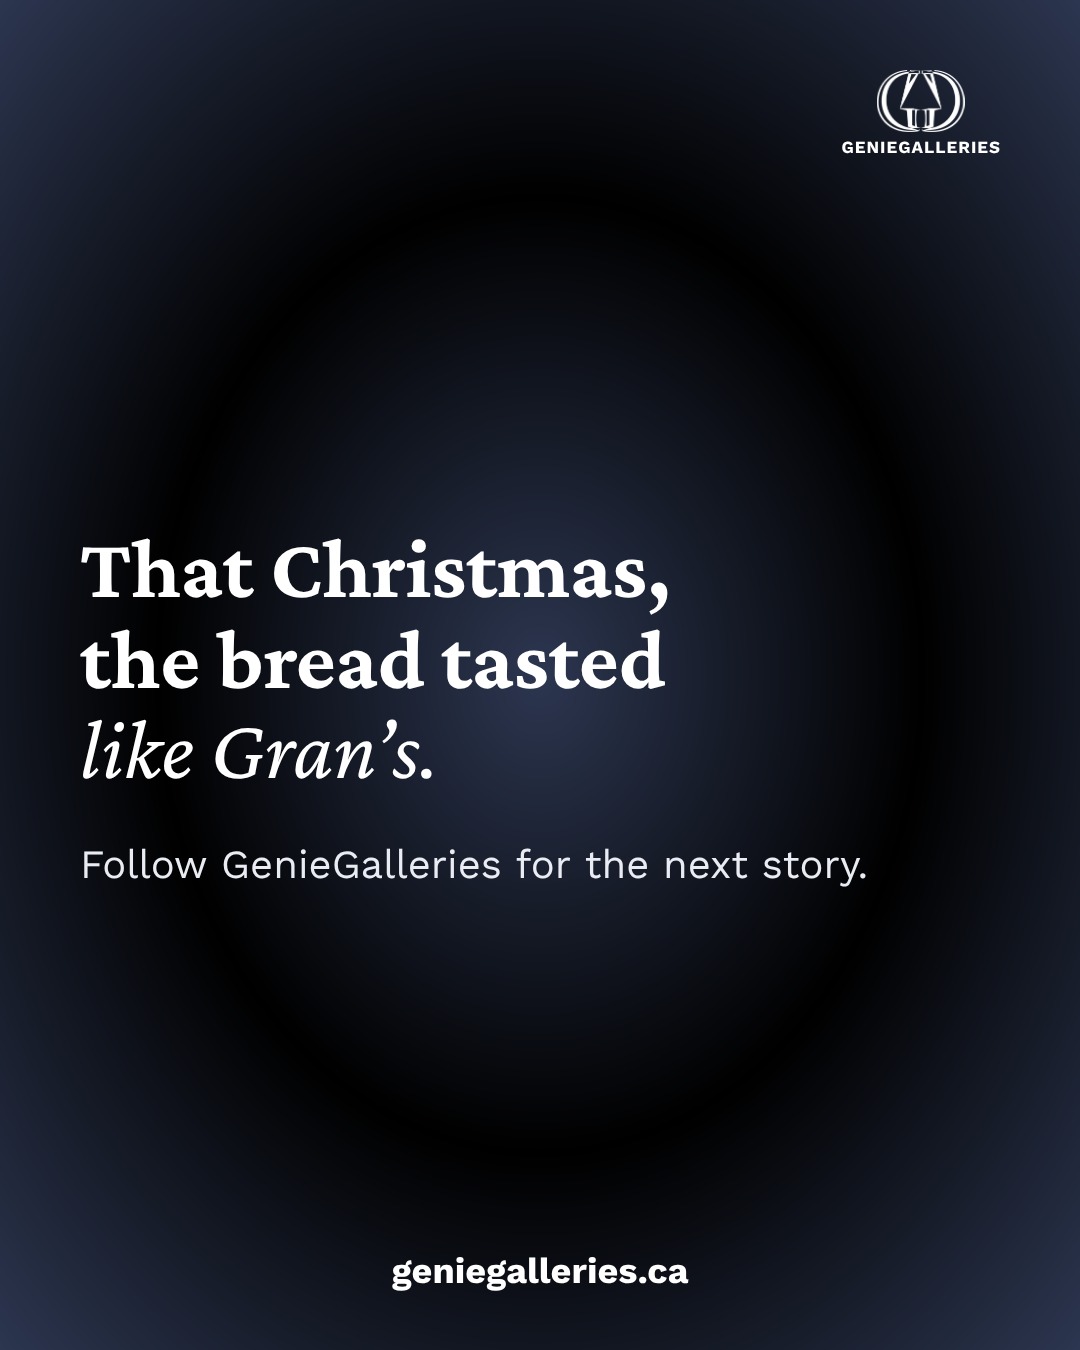 GENIEGALLERIES
That Christmas,
the bread tasted
like Gran’s.
Follow GenieGalleries for the next story.
geniegalleries.ca